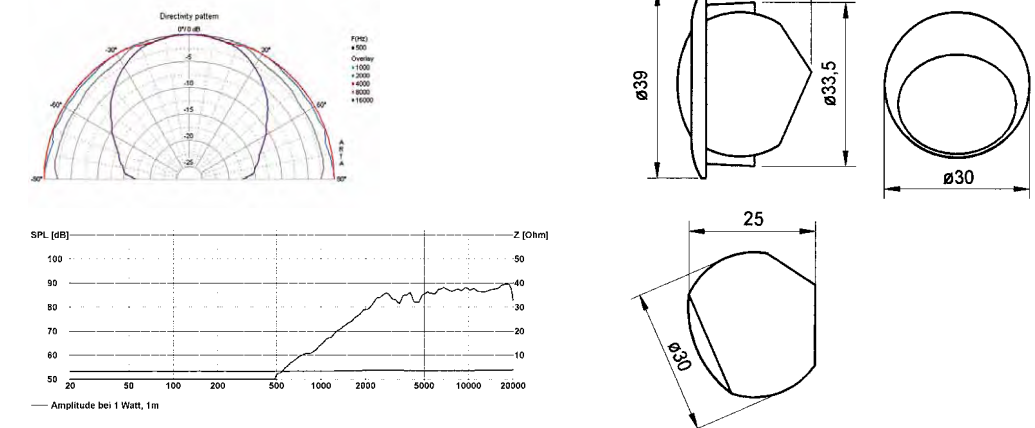 Directivity pattern
0°/0 dB
-30°
30°
-60°
60°
-90°
90°
-5
-10
-15
-20
-25
F(Hz)
500
Overlay
1000
2000
4000
8000
16000
A
R
T
A
SPL [dB]
Z [Ohm]
100
90
80
70
60
50
50
40
30
20
10
20
50
100
200
500
1000
2000
5000
10000
20000
Amplitude bei 1 Watt, 1m
ø39
ø33,5
ø30
25
ø30